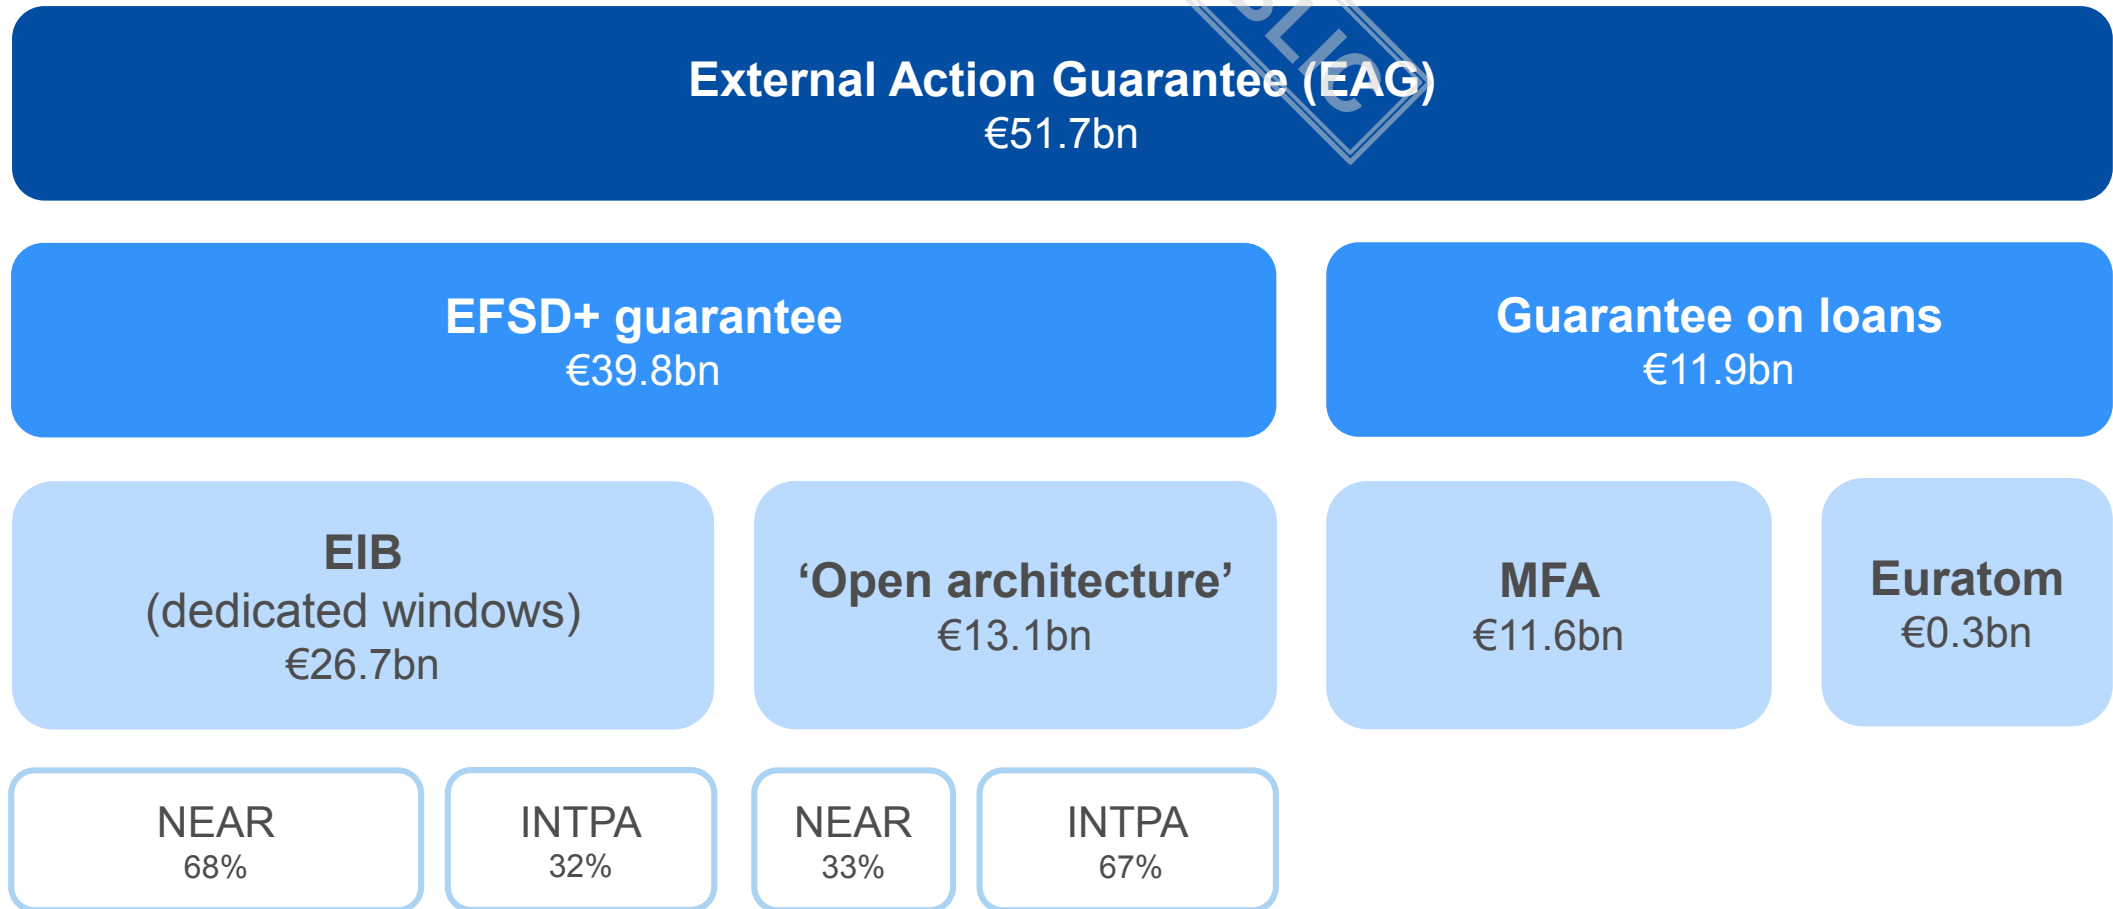 External Action Guarantee (EAG)
€51.7bn
EFSD+ guarantee
€39.8bn
Guarantee on loans
€11.9bn
EIB
(dedicated windows)
€26.7bn
‘Open architecture’
€13.1bn
MFA
€11.6bn
Euratom
€0.3bn
NEAR
68%
INTPA
32%
NEAR
33%
INTPA
67%